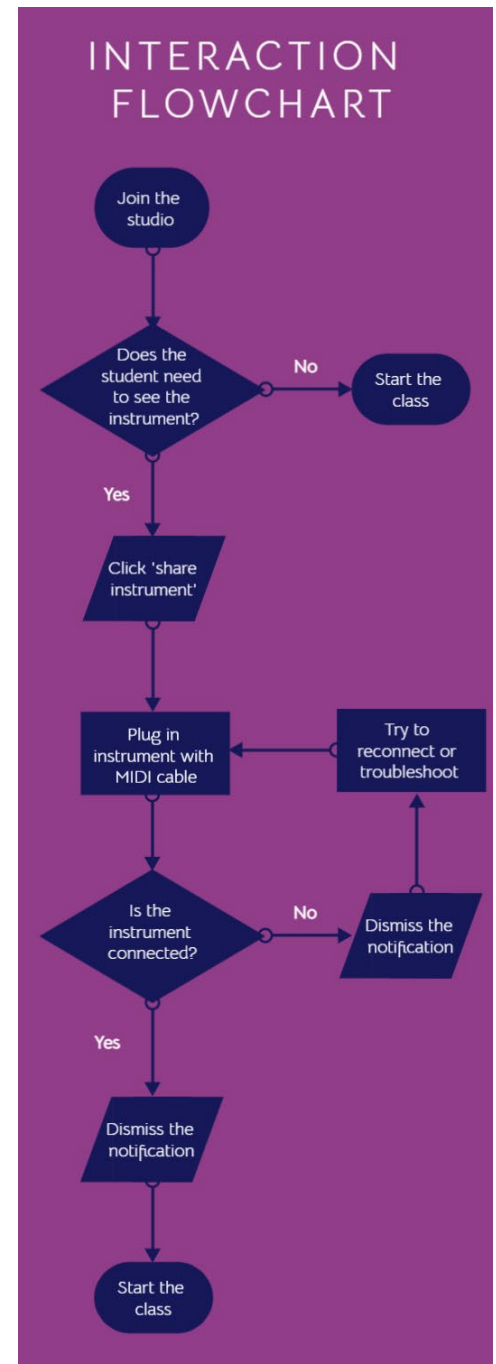 INTERACTION
FLOWCHART
Join the
studio
Does the
student need
to see the
instrument?
No
Start the
class
Yes
Click 'share
instrument'
Plug in
instrument with
MIDI cable
Try to
reconnect or
troubleshoot
Is the
instrument
connected?
No
Dismiss the
notification
Yes
Dismiss the
notification
Start the
class